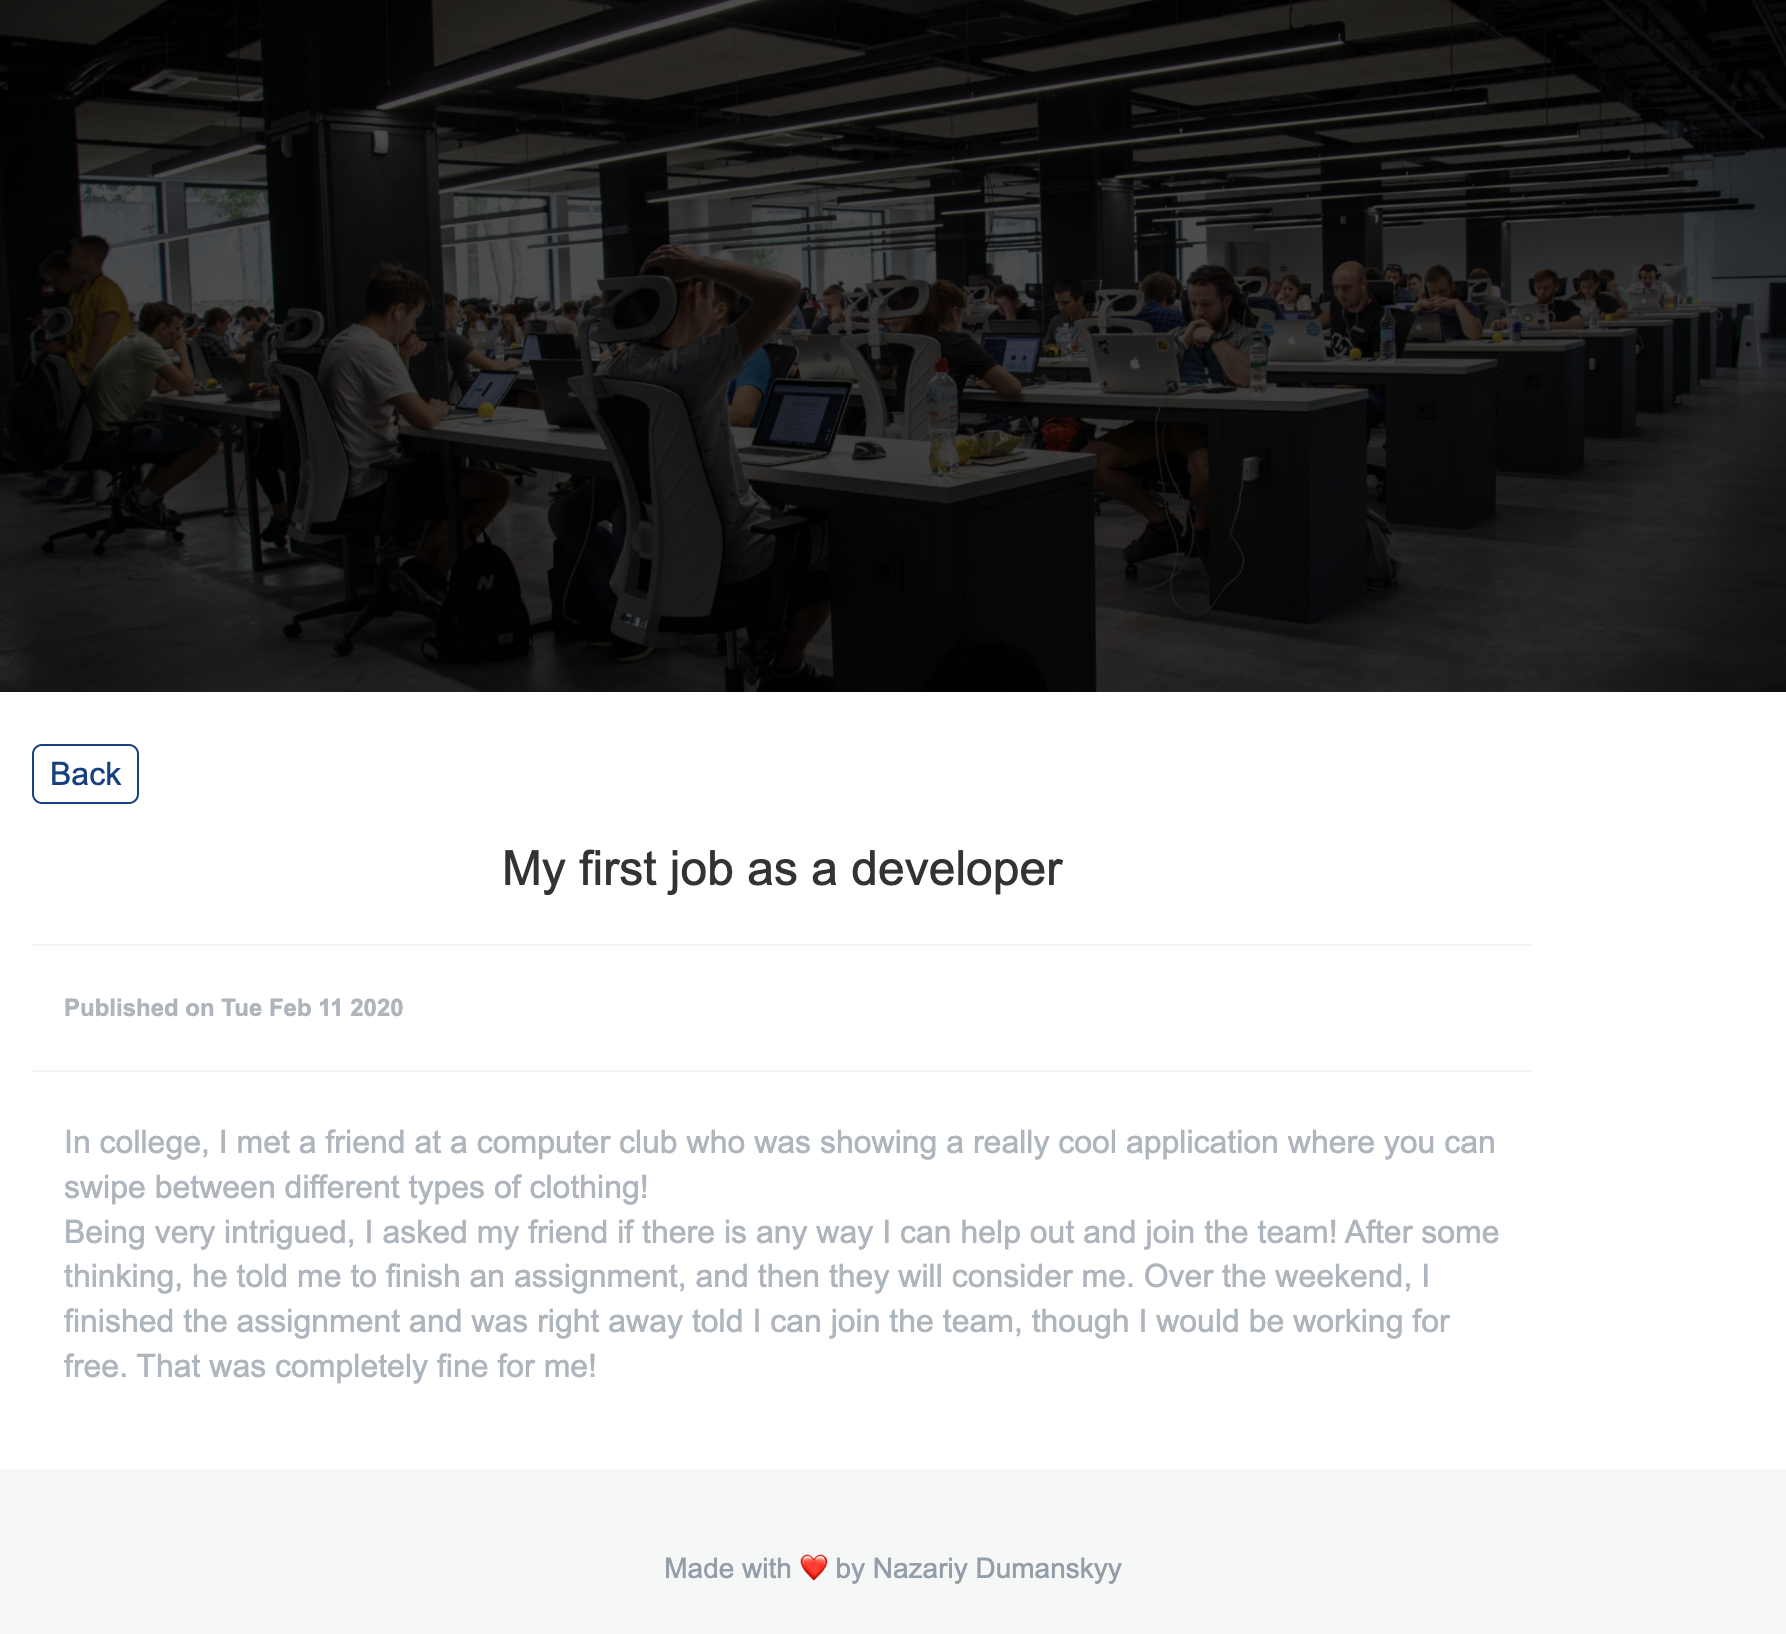 Back
My first job as a developer
Published on Tue Feb 11 2020
In college, I met a friend at a computer club who was showing a really cool application where you can
swipe between different types of clothing!
Being very intrigued, I asked my friend if there is any way I can help out and join the team! After some
thinking, he told me to finish an assignment, and then they will consider me. Over the weekend, I
finished the assignment and was right away told I can join the team, though I would be working for
free. That was completely fine for me!
Made with ❤️ by Nazariy Dumanskyy